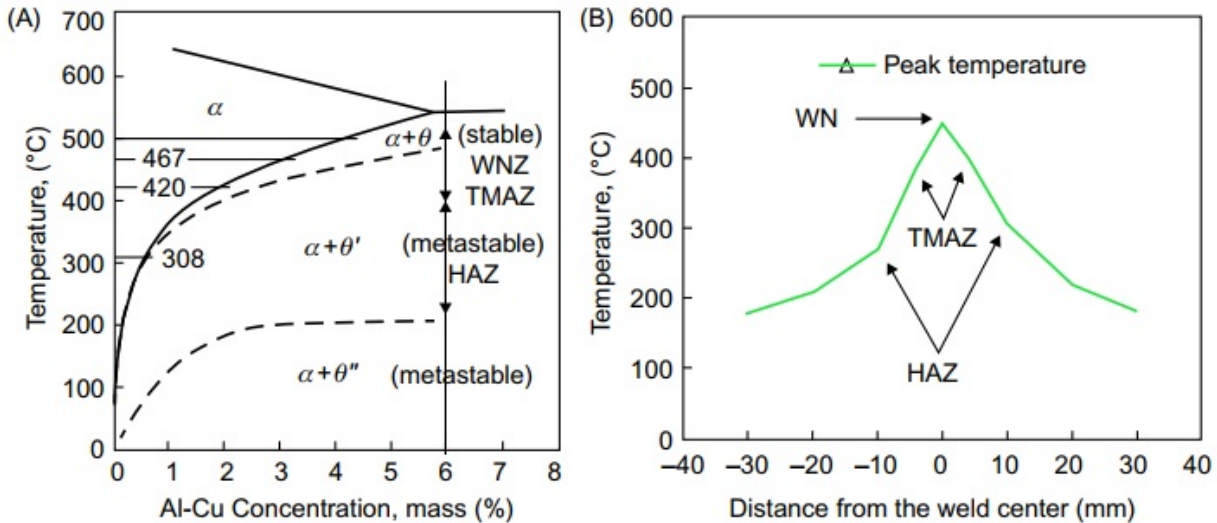 (A)
Temperature, (°C)
700
600
500
400
300
200
100
0
0 1 2 3 4 5 6 7 8
Al-Cu Concentration, mass (%)
α
467
420
308
α+θ (stable)
WNZ
TMAZ
α+θ′ (metastable)
HAZ
α+θ″ (metastable)
(B)
Temperature, (°C)
600
500
400
300
200
100
0
–40 –30 –20 –10 0 10 20 30 40
Distance from the weld center (mm)
Peak temperature
WN
TMAZ
HAZ